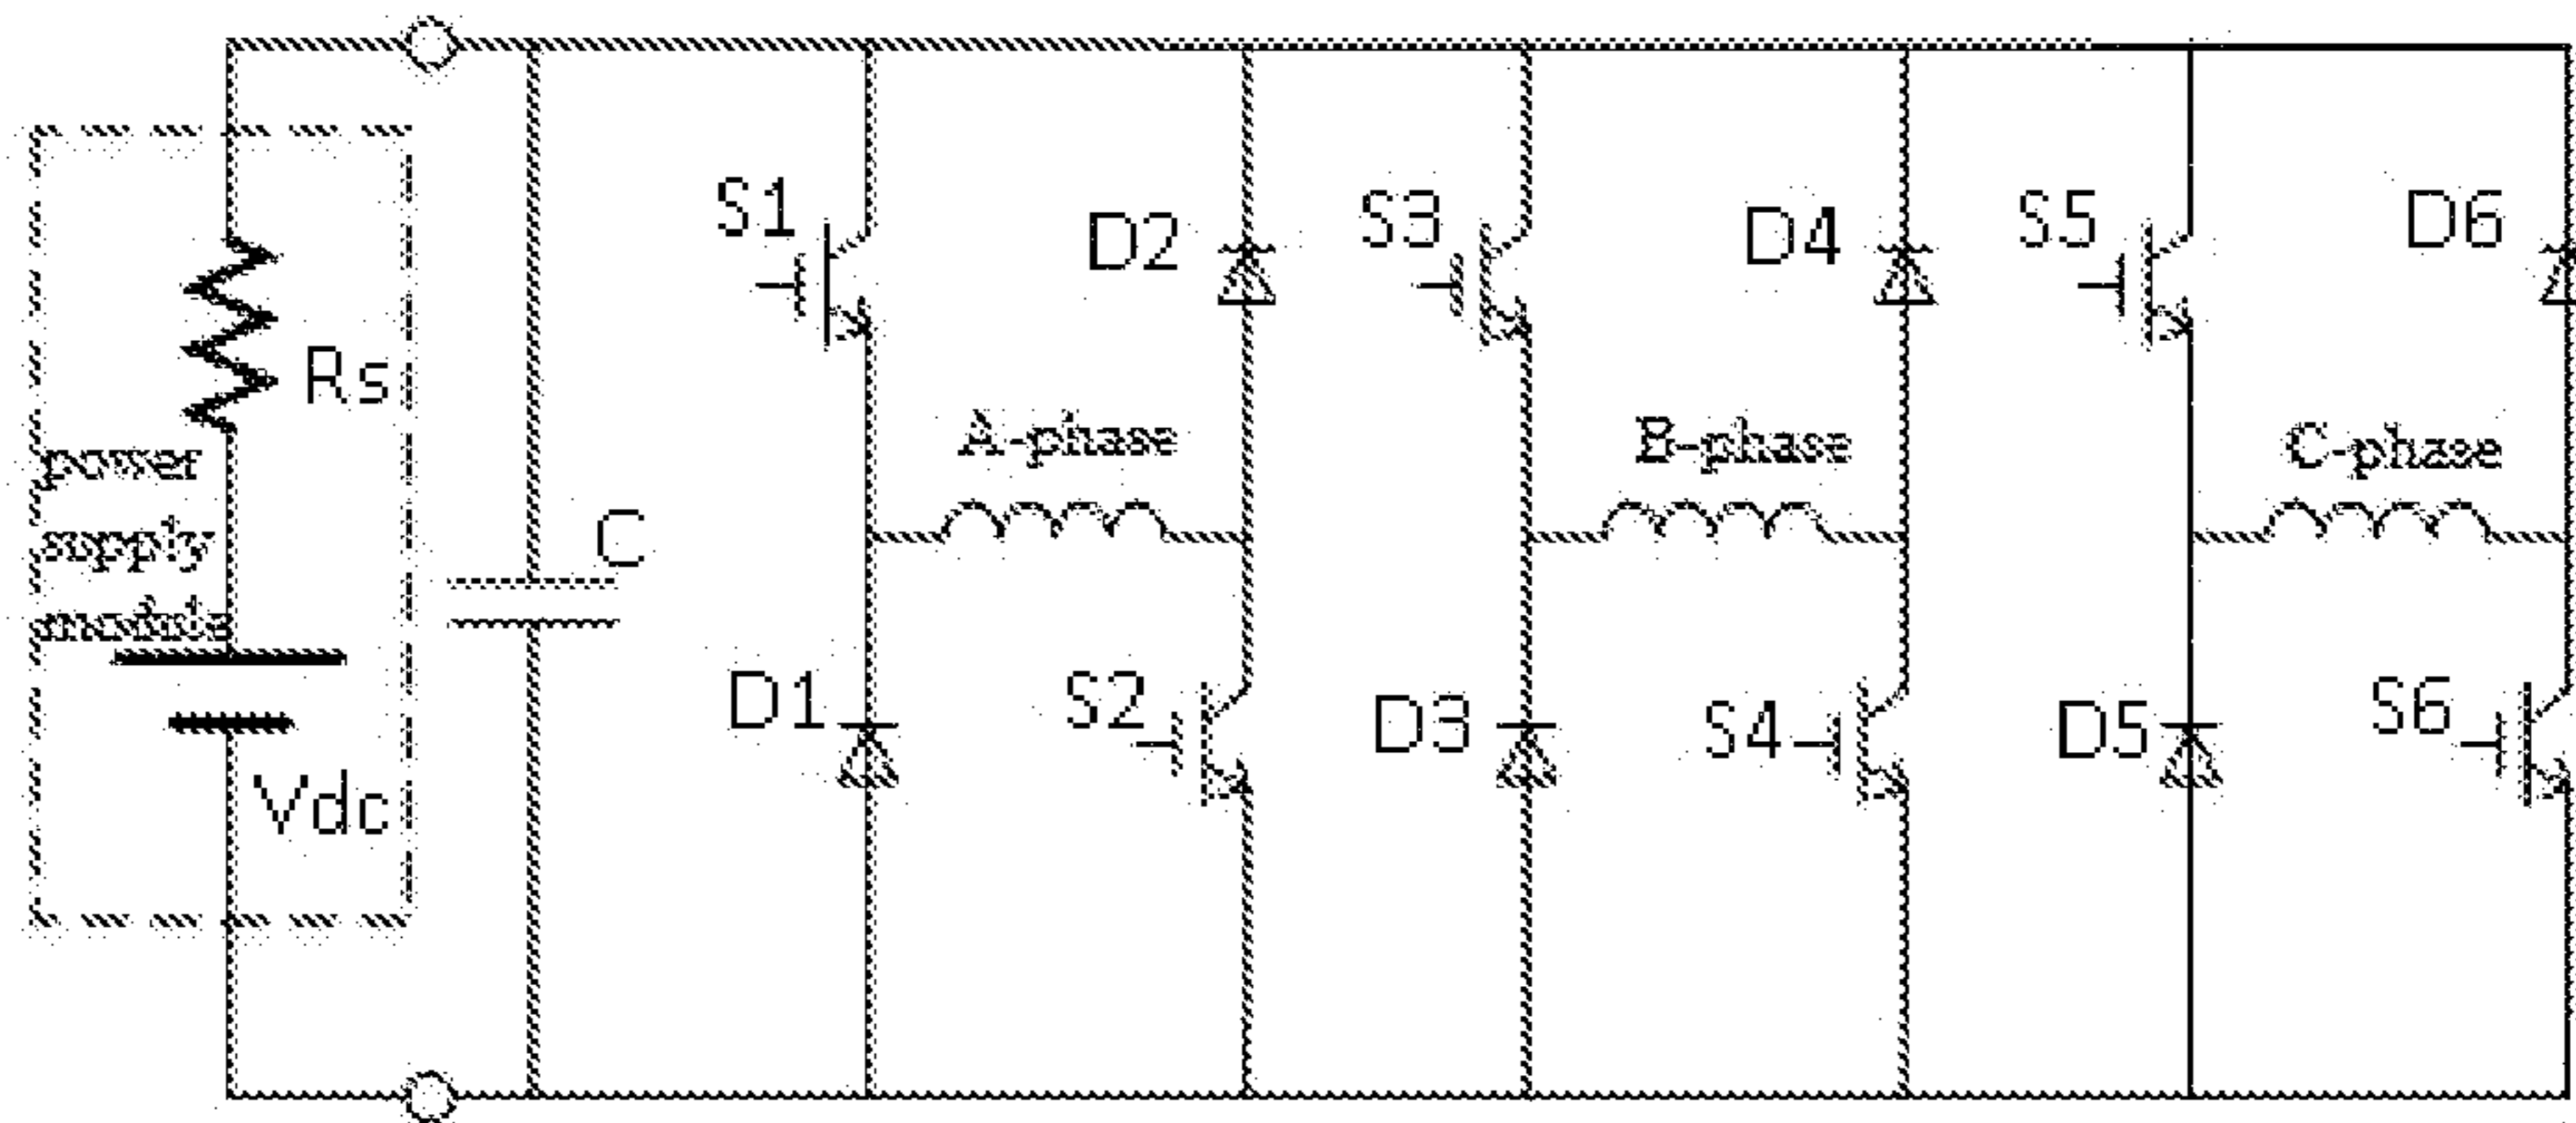 S1
D2
S3
D4
S5
D6
Rs
power
supply
module
A-phase
B-phase
C-phase
C
D1
S2
D3
S4
D5
S6
Vdc